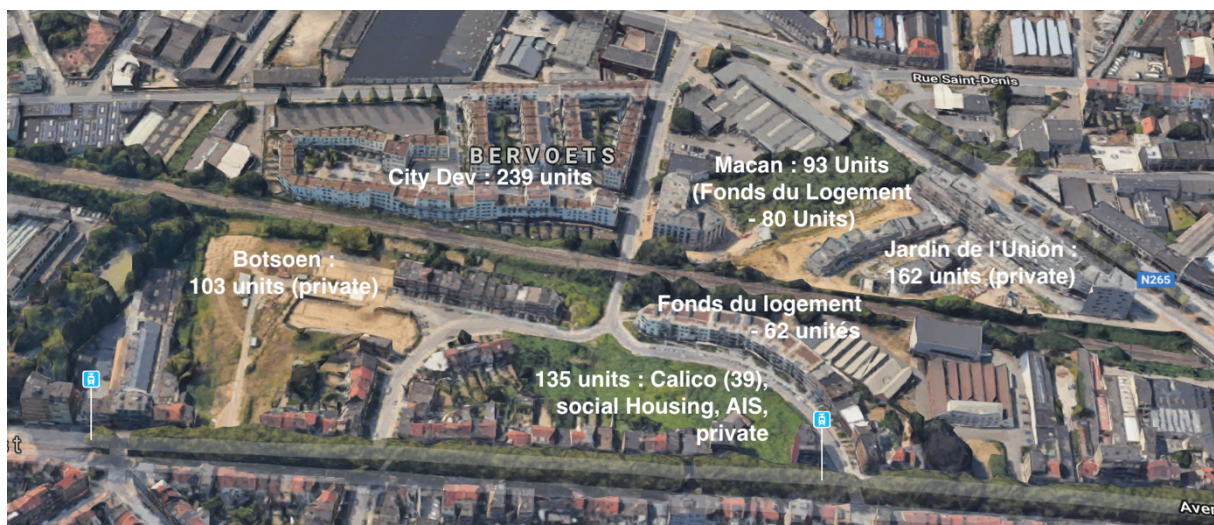 Rue Saint-Denis
BERVOETS
City Dev : 239 units
Macan : 93 Units
(Fonds du Logement
- 80 Units)
Botsoen :
103 units (private)
Jardin de l'Union :
162 units (private)
N265
Fonds du logement
- 62 unités
135 units : Calico (39),
social Housing, AIS,
private
st
Aven